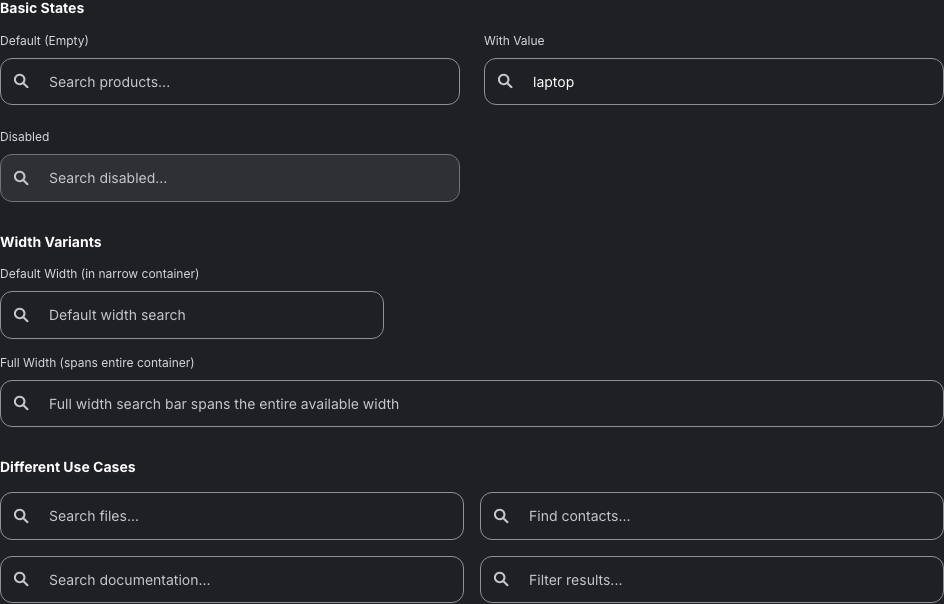 Basic States
Default (Empty)
With Value
Search products...
laptop
Disabled
Search disabled...
Width Variants
Default Width (in narrow container)
Default width search
Full Width (spans entire container)
Full width search bar spans the entire available width
Different Use Cases
Search files...
Find contacts...
Search documentation...
Filter results...